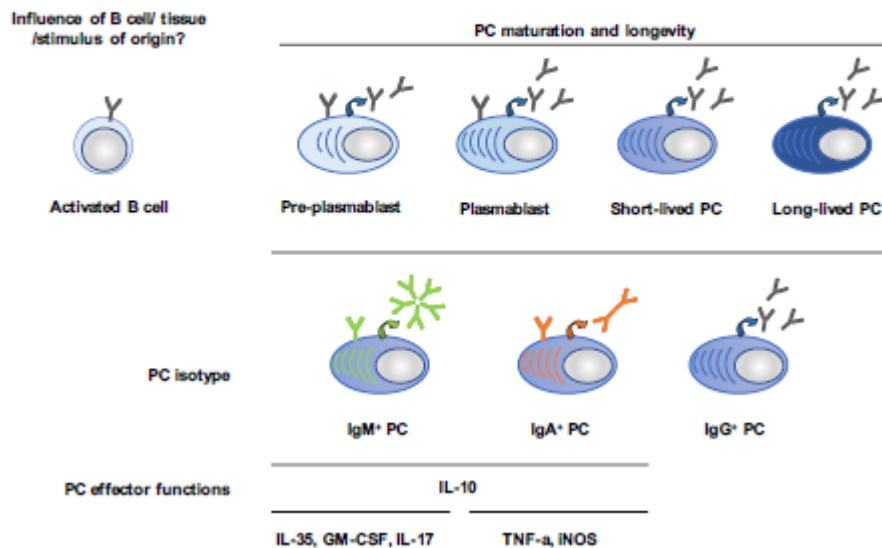 Influence of B cell/ tissue
/stimulus of origin?
PC maturation and longevity
Activated B cell
Pre-plasmablast
Plasmablast
Short-lived PC
Long-lived PC
PC isotype
IgM⁺ PC
IgA⁺ PC
IgG⁺ PC
PC effector functions
IL-10
IL-35, GM-CSF, IL-17
TNF-a, iNOS